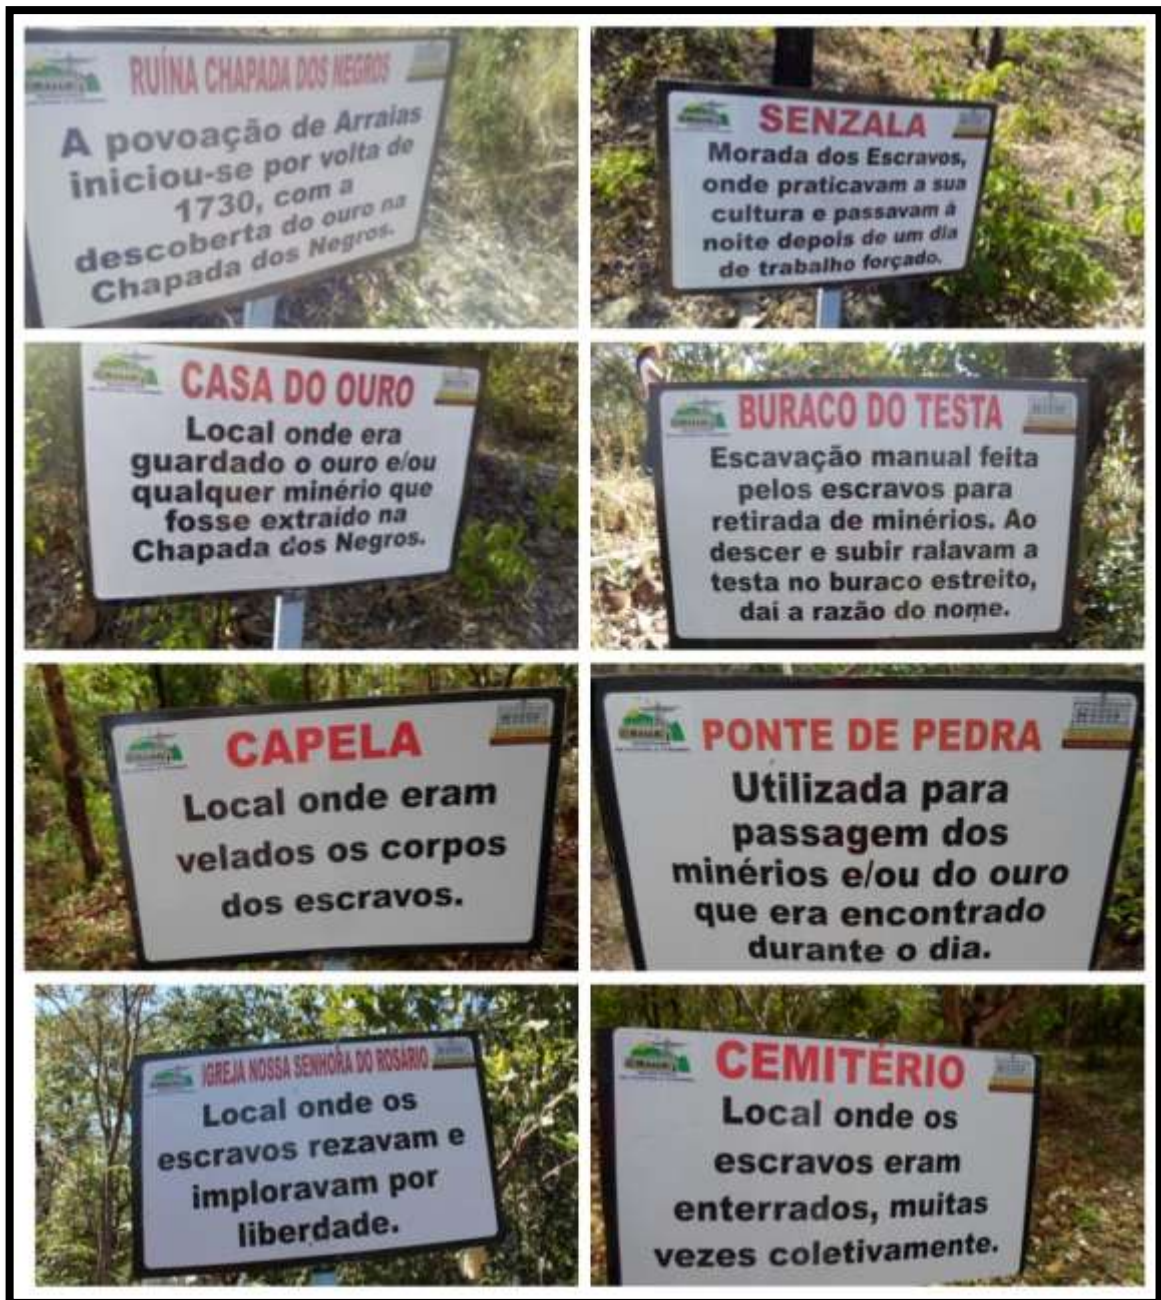 RUÍNA CHAPADA DOS NEGROS
A povoação de Arraias
iniciou-se por volta de
1730, com a
descoberta do ouro na
Chapada dos Negros.
SENZALA
Morada dos Escravos,
onde praticavam a sua
cultura e passavam à
noite depois de um dia
de trabalho forçado.
CASA DO OURO
Local onde era
guardado o ouro e/ou
qualquer minério que
fosse extraído na
Chapada dos Negros.
BURACO DO TESTA
Escavação manual feita
pelos escravos para
retirada de minérios. Ao
descer e subir ralavam a
testa no buraco estreito,
daí a razão do nome.
CAPELA
Local onde eram
velados os corpos
dos escravos.
PONTE DE PEDRA
Utilizada para
passagem dos
minérios e/ou do ouro
que era encontrado
durante o dia.
IGREJA NOSSA SENHORA DO ROSÁRIO
Local onde os
escravos rezavam e
imploravam por
liberdade.
CEMITÉRIO
Local onde os
escravos eram
enterrados, muitas
vezes coletivamente.